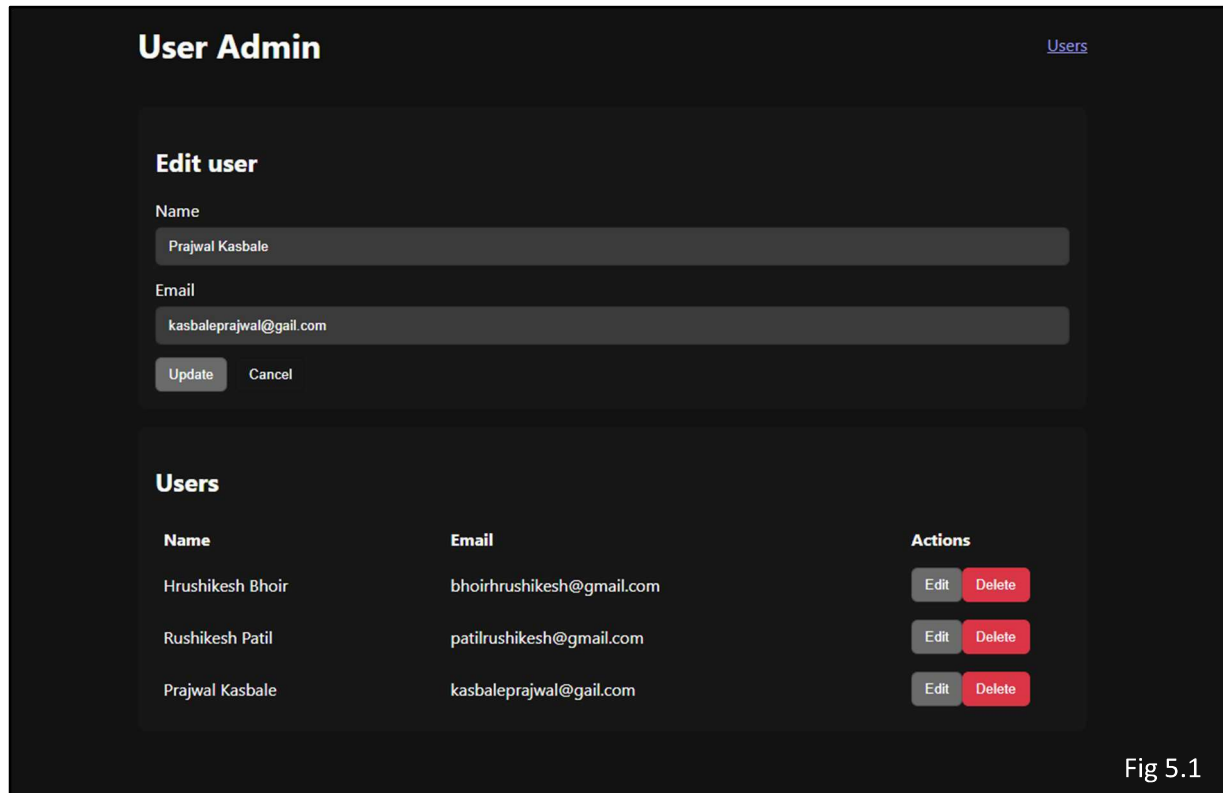 User Admin Users
Edit user
Name
Prajwal Kasbale
Email
kasbaleprajwal@gail.com
Update Cancel
Users
Name Email Actions
Hrushikesh Bhoir bhoirhrushikesh@gmail.com Edit Delete
Rushikesh Patil patilrushikesh@gmail.com Edit Delete
Prajwal Kasbale kasbaleprajwal@gail.com Edit Delete
Fig 5.1